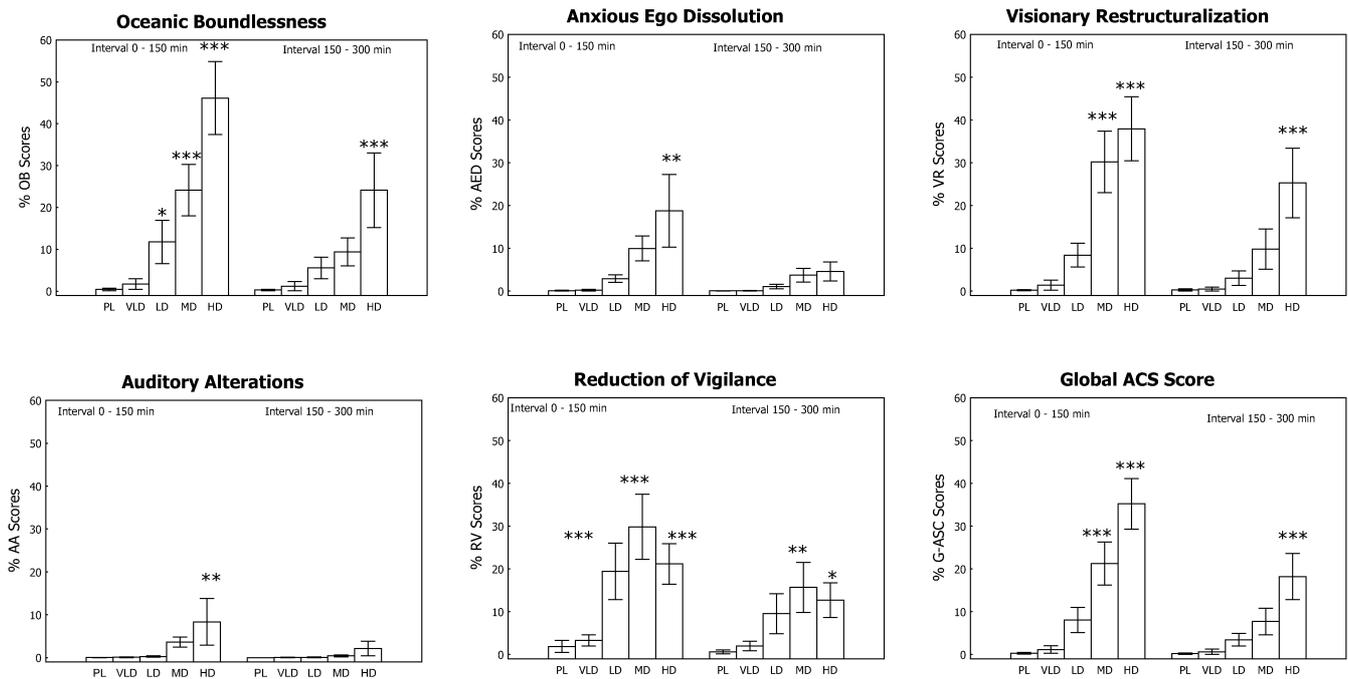 Oceanic Boundlessness
% OB Scores
60
50
40
30
20
10
0
Interval 0 - 150 min
Interval 150 - 300 min
*
***
***
***
PL VLD LD MD HD PL VLD LD MD HD
Anxious Ego Dissolution
% AED Scores
60
50
40
30
20
10
0
Interval 0 - 150 min
Interval 150 - 300 min
**
PL VLD LD MD HD PL VLD LD MD HD
Visionary Restructuralization
% VR Scores
60
50
40
30
20
10
0
Interval 0 - 150 min
Interval 150 - 300 min
***
***
***
PL VLD LD MD HD PL VLD LD MD HD
Auditory Alterations
% AA Scores
60
50
40
30
20
10
0
Interval 0 - 150 min
Interval 150 - 300 min
**
PL VLD LD MD HD PL VLD LD MD HD
Reduction of Vigilance
% RV Scores
60
50
40
30
20
10
0
Interval 0 - 150 min
Interval 150 - 300 min
***
***
***
**
*
PL VLD LD MD HD PL VLD LD MD HD
Global ACS Score
% G-ASC Scores
60
50
40
30
20
10
0
Interval 0 - 150 min
Interval 150 - 300 min
***
***
***
PL VLD LD MD HD PL VLD LD MD HD